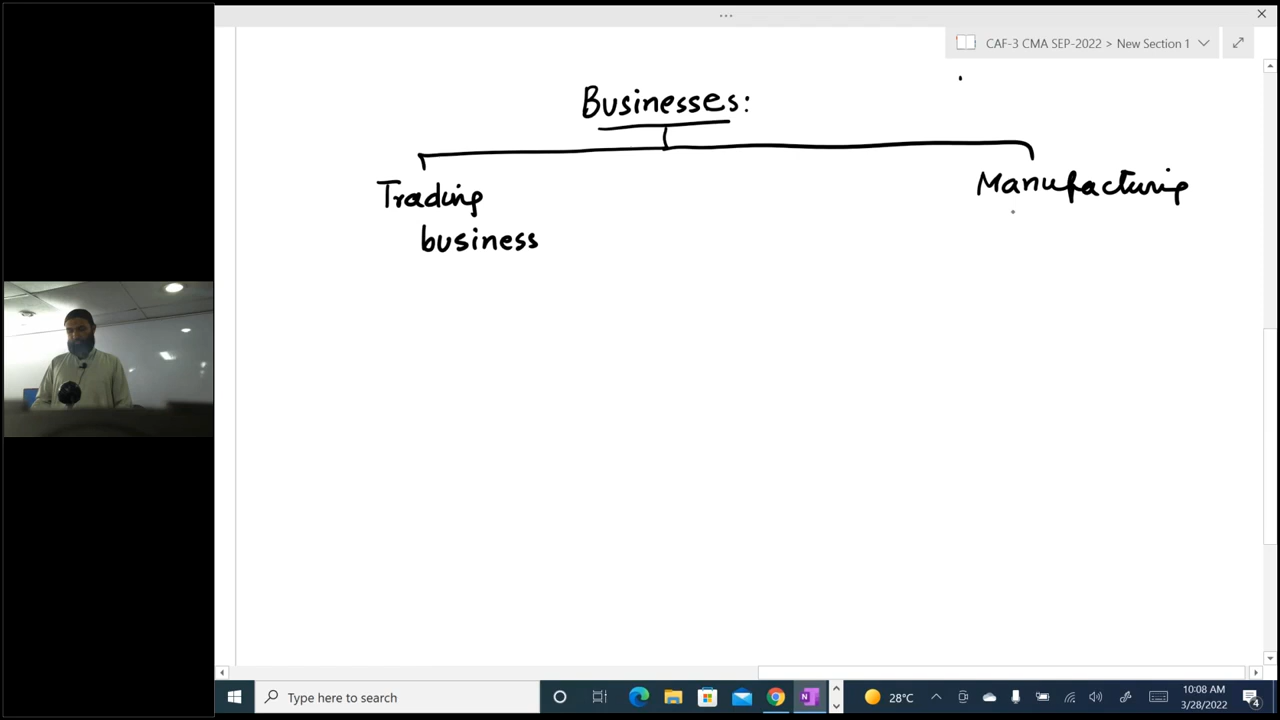 CAF-3 CMA SEP-2022 > New Section 1
Businesses:
Trading
business
Manufacturing
Type here to search
28°C
10:08 AM
3/28/2022
4